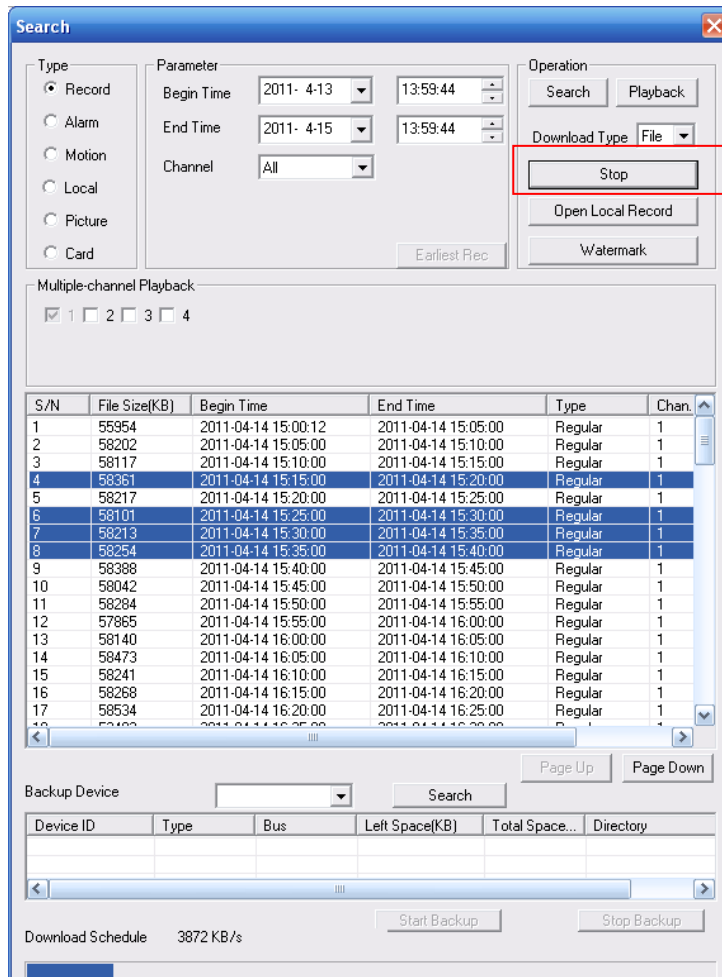 Search
Type
Record
Alarm
Motion
Local
Picture
Card
Parameter
Begin Time 2011- 4-13 13:59:44
End Time 2011- 4-15 13:59:44
Channel All
Earliest Rec
Operation
Search Playback
Download Type File
Stop
Open Local Record
Watermark
Multiple-channel Playback
1 2 3 4
S/N File Size(KB) Begin Time End Time Type Chan.
1 55954 2011-04-14 15:00:12 2011-04-14 15:05:00 Regular 1
2 58202 2011-04-14 15:05:00 2011-04-14 15:10:00 Regular 1
3 58117 2011-04-14 15:10:00 2011-04-14 15:15:00 Regular 1
4 58361 2011-04-14 15:15:00 2011-04-14 15:20:00 Regular 1
5 58217 2011-04-14 15:20:00 2011-04-14 15:25:00 Regular 1
6 58101 2011-04-14 15:25:00 2011-04-14 15:30:00 Regular 1
7 58213 2011-04-14 15:30:00 2011-04-14 15:35:00 Regular 1
8 58254 2011-04-14 15:35:00 2011-04-14 15:40:00 Regular 1
9 58388 2011-04-14 15:40:00 2011-04-14 15:45:00 Regular 1
10 58042 2011-04-14 15:45:00 2011-04-14 15:50:00 Regular 1
11 58284 2011-04-14 15:50:00 2011-04-14 15:55:00 Regular 1
12 57865 2011-04-14 15:55:00 2011-04-14 16:00:00 Regular 1
13 58140 2011-04-14 16:00:00 2011-04-14 16:05:00 Regular 1
14 58473 2011-04-14 16:05:00 2011-04-14 16:10:00 Regular 1
15 58241 2011-04-14 16:10:00 2011-04-14 16:15:00 Regular 1
16 58268 2011-04-14 16:15:00 2011-04-14 16:20:00 Regular 1
17 58534 2011-04-14 16:20:00 2011-04-14 16:25:00 Regular 1
Page Up Page Down
Backup Device Search
Device ID Type Bus Left Space(KB) Total Space... Directory
Start Backup Stop Backup
Download Schedule 3872 KB/s